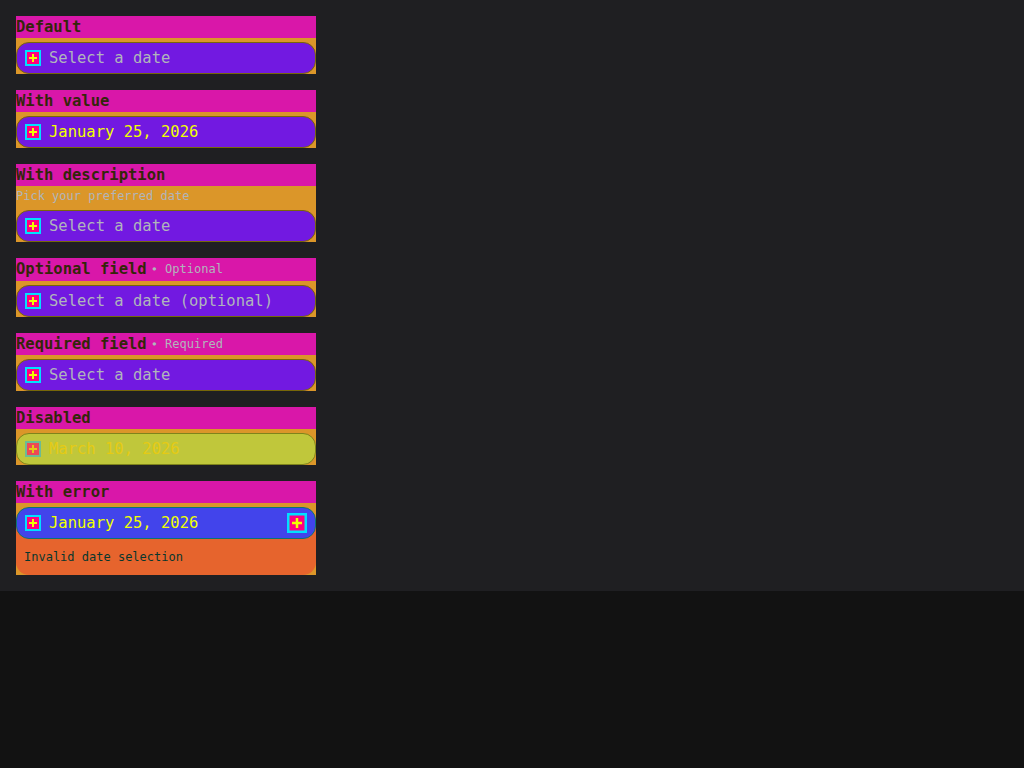 Default
Select a date
With value
January 25, 2026
With description
Pick your preferred date
Select a date
Optional field • Optional
Select a date (optional)
Required field • Required
Select a date
Disabled
March 10, 2026
With error
January 25, 2026
Invalid date selection